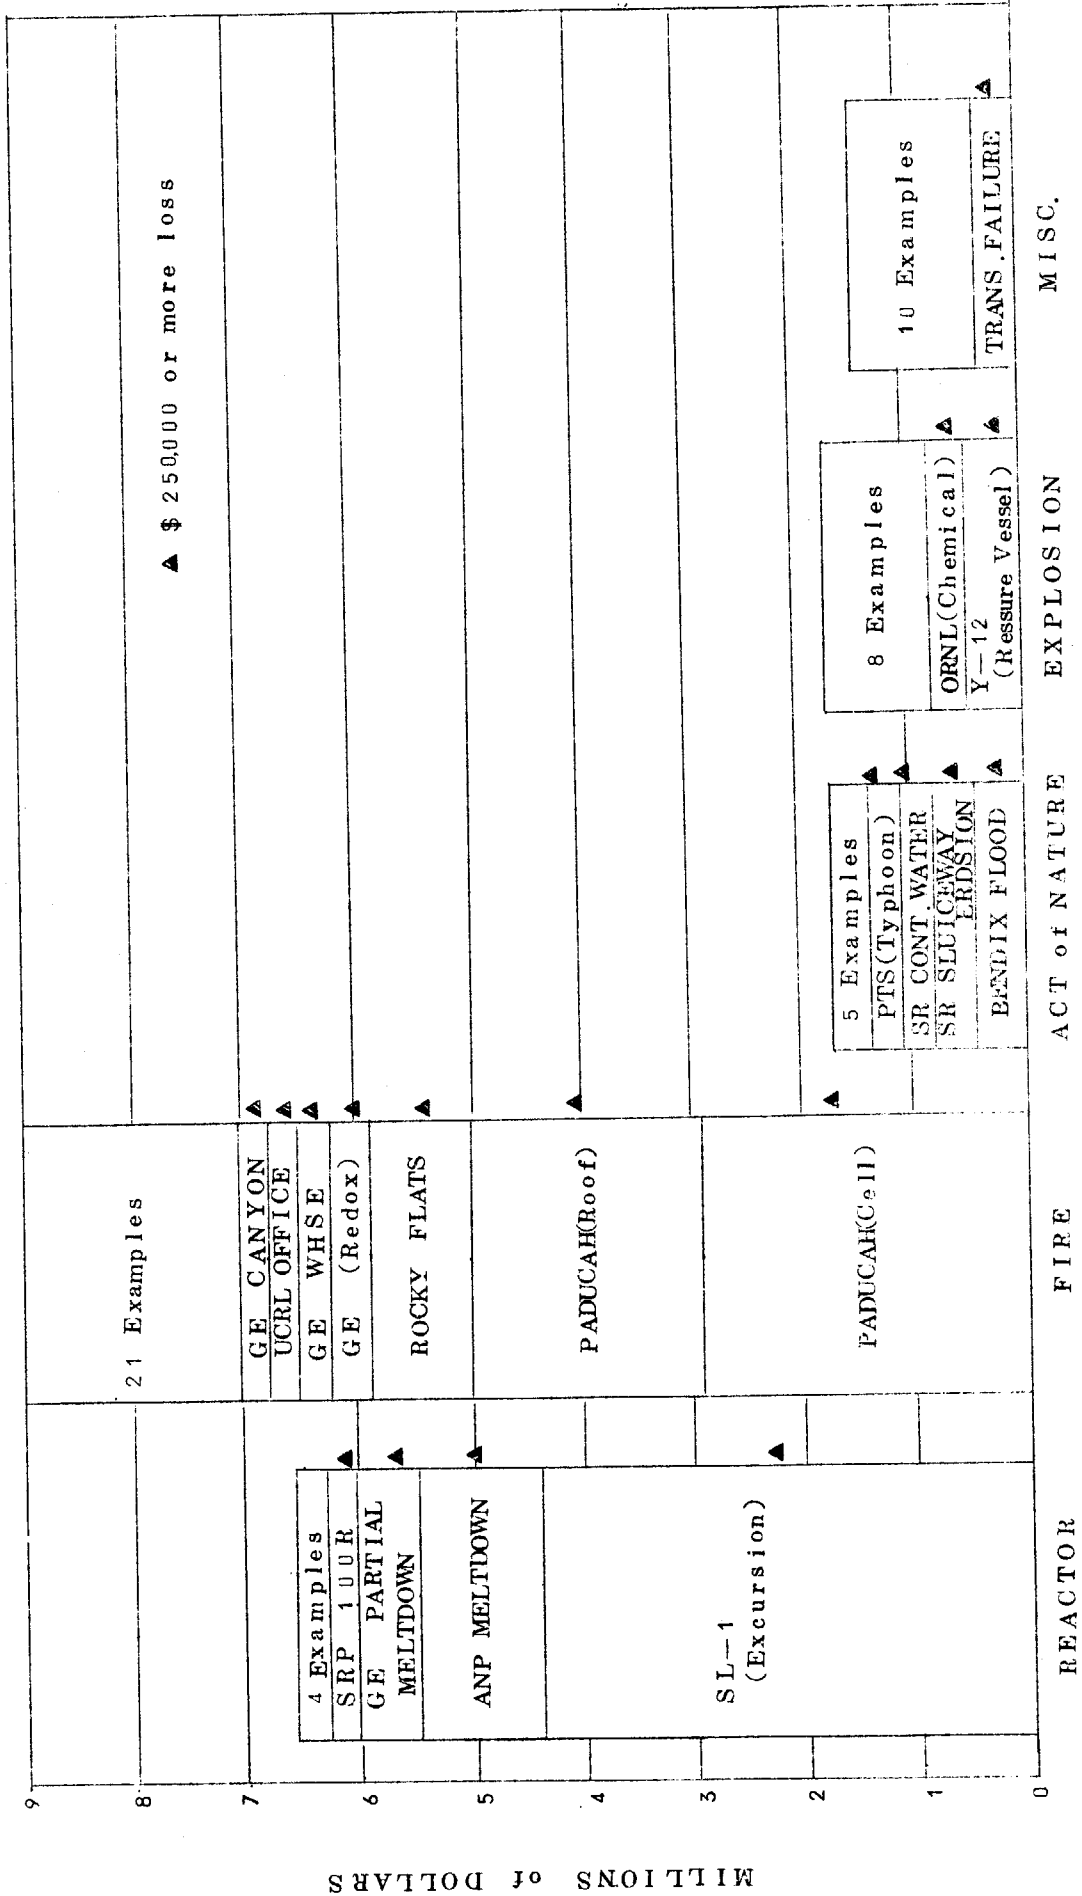 MILLIONS of DOLLARS
9
8
7
6
5
4
3
2
1
0
▲ $ 250,000 or more loss
4 Examples
SRP 100R
GE PARTIAL
MELTDOWN
ANP MELTDOWN
SL—1
(Excursion)
REACTOR
21 Examples
GE CANYON
UCRL OFFICE
GE WHSE
GE (Redox)
ROCKY FLATS
PADUCAH(Roof)
PADUCAH(Cell)
FIRE
5 Examples
PTS(Typhoon)
SR CONT.WATER
SR SLUICEWAY
ERDSION
BENDIX FLOOD
ACT of NATURE
8 Examples
ORNL(Chemical)
Y—12
(Ressure Vessel)
EXPLOSION
10 Examples
TRANS.FAILURE
MISC.